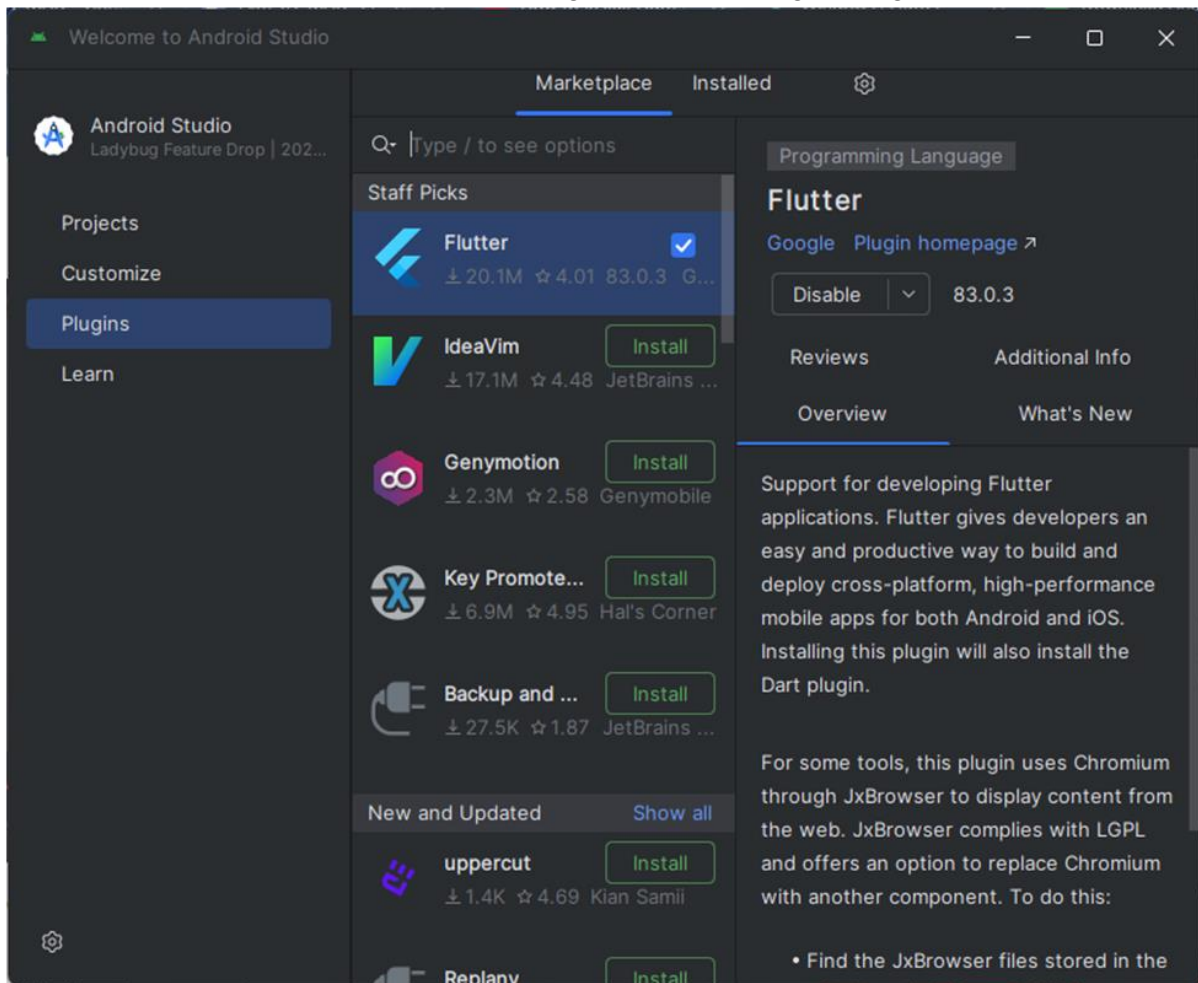 Welcome to Android Studio
Marketplace Installed
Android Studio
Ladybug Feature Drop | 202...
Projects
Customize
Plugins
Learn
Type / to see options
Staff Picks
Flutter
20.1M 4.01 83.0.3 G...
IdeaVim Install
17.1M 4.48 JetBrains ...
Genymotion Install
2.3M 2.58 Genymobile
Key Promote... Install
6.9M 4.95 Hal's Corner
Backup and ... Install
27.5K 1.87 JetBrains ...
New and Updated Show all
uppercut Install
1.4K 4.69 Kian Samii
Replany Install
Programming Language
Flutter
Google Plugin homepage ↗
Disable 83.0.3
Reviews Additional Info
Overview What's New
Support for developing Flutter
applications. Flutter gives developers an
easy and productive way to build and
deploy cross-platform, high-performance
mobile apps for both Android and iOS.
Installing this plugin will also install the
Dart plugin.
For some tools, this plugin uses Chromium
through JxBrowser to display content from
the web. JxBrowser complies with LGPL
and offers an option to replace Chromium
with another component. To do this:
• Find the JxBrowser files stored in the